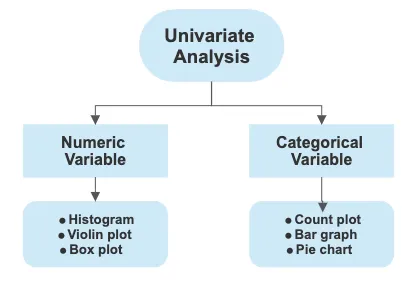 Univariate
Analysis
Numeric
Variable
Categorical
Variable
● Histogram
● Violin plot
● Box plot
● Count plot
● Bar graph
● Pie chart